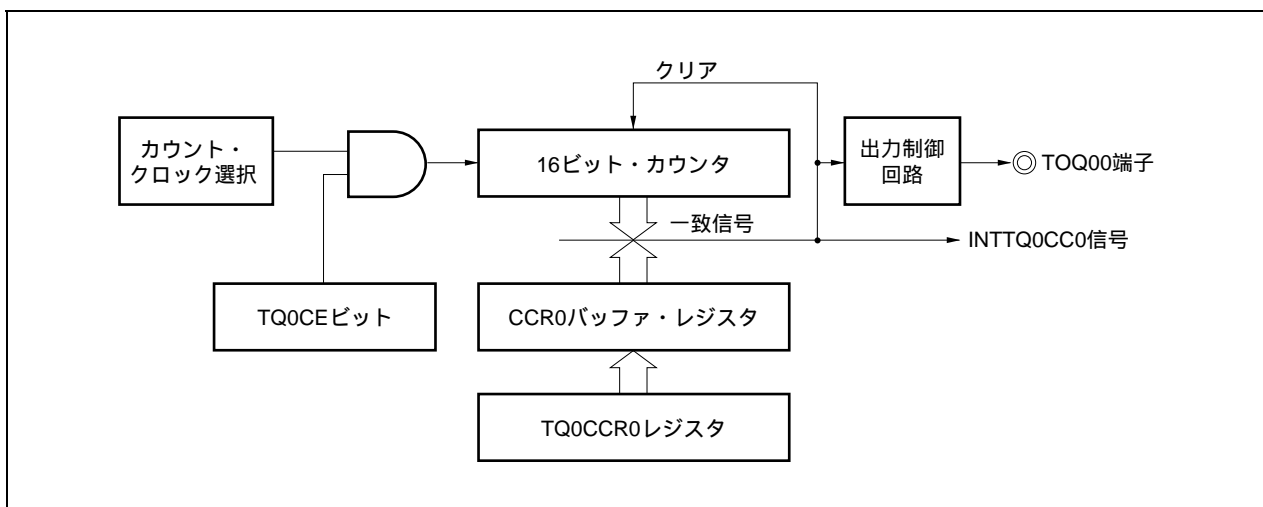 クリア
カウント・
クロック選択
16ビット・カウンタ
出力制御
回路
TOQ00端子
一致信号
INTTQ0CC0信号
TQ0CEビット
CCR0バッファ・レジスタ
TQ0CCR0レジスタ